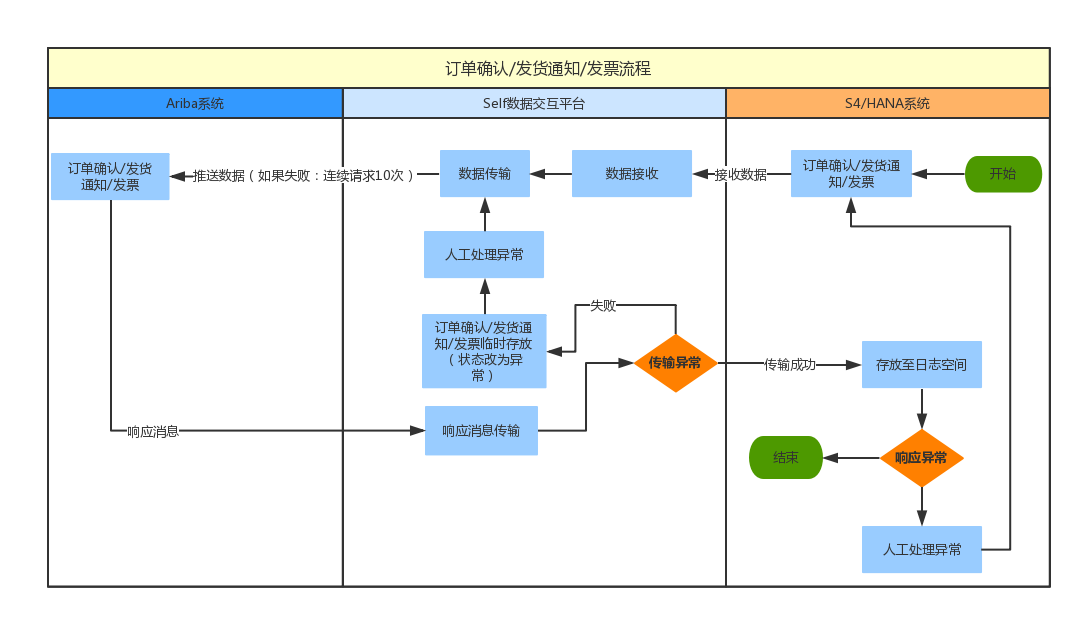 订单确认/发货通知/发票流程
Ariba系统
Self数据交互平台
S4/HANA系统
订单确认/发货
通知/发票
推送数据（如果失败：连续请求10次）
数据传输
数据接收
接收数据
订单确认/发货通
知/发票
开始
人工处理异常
失败
订单确认/发货通
知/发票临时存放
（状态改为异
常）
传输异常
传输成功
存放至日志空间
响应消息
响应消息传输
结束
响应异常
人工处理异常